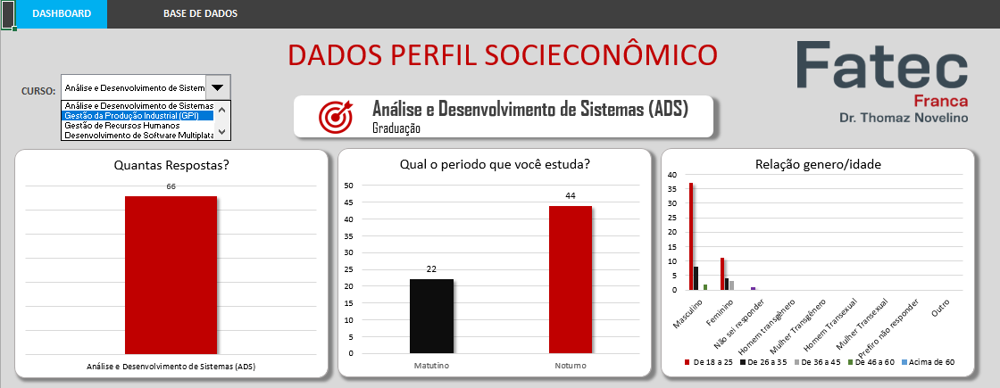 DASHBOARD
BASE DE DADOS
DADOS PERFIL SOCIECONÔMICO
Fatec
Franca
Dr. Thomaz Novelino
CURSO:
Análise e Desenvolvimento de Sistem
Análise e Desenvolvimento de Sistemas
Gestão da Produção Industrial (GPI)
Gestão de Recursos Humanos
Desenvolvimento de Software Multiplata
Análise e Desenvolvimento de Sistemas (ADS)
Graduação
Quantas Respostas?
66
Análise e Desenvolvimento de Sistemas (ADS)
Qual o periodo que você estuda?
50
45
40
35
30
25
20
15
10
5
0
22
44
Matutino
Noturno
Relação genero/idade
40
35
30
25
20
15
10
5
0
Masculino
Feminino
Não sei responder
Homem transgênero
Mulher Transgênero
Homem Transexual
Mulher Transexual
Prefiro não responder
Outro
De 18 a 25
De 26 a 35
De 36 a 45
De 46 a 60
Acima de 60